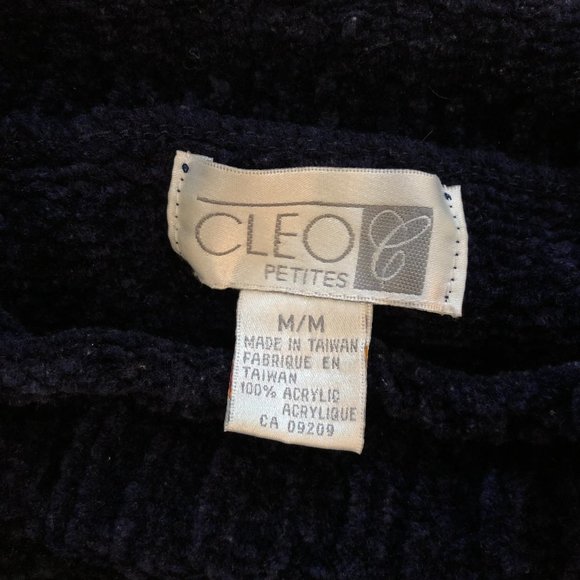 CLEO
C
PETITES
M/M
MADE IN TAIWAN
FABRIQUE EN
TAIWAN
100% ACRYLIC
ACRYLIQUE
CA 09209